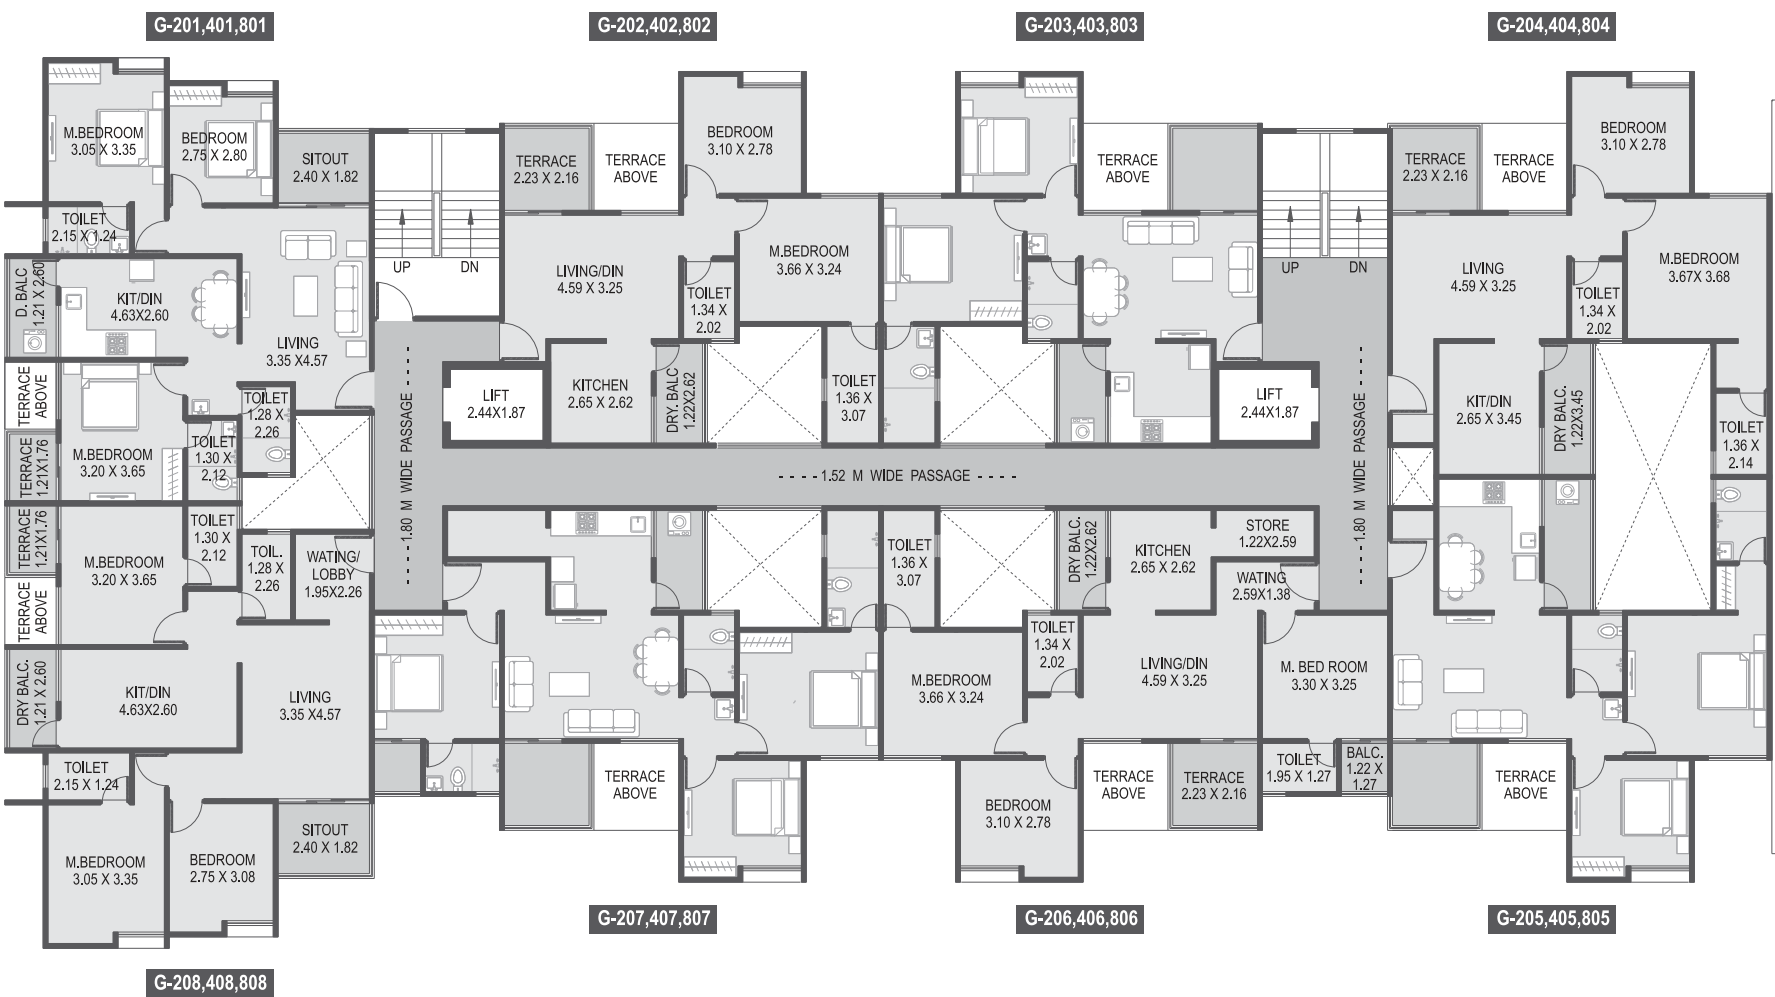 G-201,401,801
G-202,402,802
G-203,403,803
G-204,404,804
M.BEDROOM
3.05 X 3.35
BEDROOM
2.75 X 2.80
SITOUT
2.40 X 1.82
TOILET
2.15 X 1.24
D. BALC.
1.21 X 2.60
KIT/DIN
4.63X2.60
LIVING
3.35 X4.57
TERRACE
ABOVE
TOILET
1.28 X
2.26
M.BEDROOM
3.20 X 3.65
TOILET
1.30 X
2.12
TERRACE
1.21X1.76
UP
DN
TERRACE
2.23 X 2.16
TERRACE
ABOVE
BEDROOM
3.10 X 2.78
LIVING/DIN
4.59 X 3.25
M.BEDROOM
3.66 X 3.24
TOILET
1.34 X
2.02
LIFT
2.44X1.87
KITCHEN
2.65 X 2.62
DRY. BALC
1.22X2.62
TOILET
1.36 X
3.07
TERRACE
ABOVE
UP
DN
LIFT
2.44X1.87
TERRACE
2.23 X 2.16
TERRACE
ABOVE
BEDROOM
3.10 X 2.78
LIVING
4.59 X 3.25
M.BEDROOM
3.67X 3.68
TOILET
1.34 X
2.02
KIT/DIN
2.65 X 3.45
DRY BALC.
1.22X3.45
TOILET
1.36 X
2.14
---- 1.80 M WIDE PASSAGE ----
----1.52 M WIDE PASSAGE ----
---- 1.80 M WIDE PASSAGE ----
TERRACE
1.21X1.76
M.BEDROOM
3.20 X 3.65
TOILET
1.30 X
2.12
TOIL.
1.28 X
2.26
WATING/
LOBBY
1.95X2.26
TERRACE
ABOVE
DRY BALC.
1.21 X 2.60
KIT/DIN
4.63X2.60
LIVING
3.35 X4.57
TOILET
2.15 X 1.24
M.BEDROOM
3.05 X 3.35
BEDROOM
2.75 X 3.08
SITOUT
2.40 X 1.82
TERRACE
ABOVE
TOILET
1.36 X
3.07
DRY BALC.
1.22X2.62
KITCHEN
2.65 X 2.62
STORE
1.22X2.59
WATING
2.59X1.38
TOILET
1.34 X
2.02
M.BEDROOM
3.66 X 3.24
LIVING/DIN
4.59 X 3.25
M. BED ROOM
3.30 X 3.25
BEDROOM
3.10 X 2.78
TERRACE
ABOVE
TERRACE
2.23 X 2.16
TOILET
1.95 X 1.27
BALC.
1.22 X
1.27
TERRACE
ABOVE
G-207,407,807
G-206,406,806
G-205,405,805
G-208,408,808